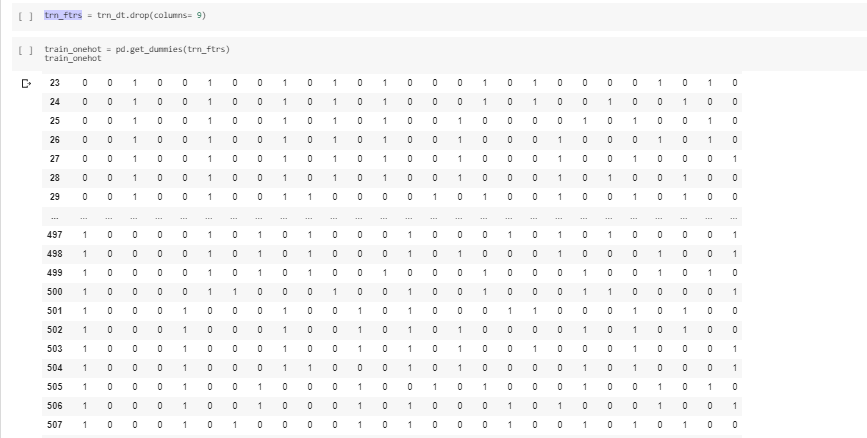 [ ] trn_ftrs = trn_dt.drop(columns= 9)
[ ] train_onehot = pd.get_dummies(trn_ftrs)
train_onehot
23 0 0 1 0 0 1 0 0 1 0 1 0 1 0 0 0 1 0 1 0 0 0 0 1 0 1 0
24 0 0 1 0 0 1 0 0 1 0 1 0 1 0 0 0 1 0 1 0 0 1 0 0 1 0 0
25 0 0 1 0 0 1 0 0 1 0 1 0 1 0 0 1 0 0 0 0 1 0 1 0 0 1 0
26 0 0 1 0 0 1 0 0 1 0 1 0 1 0 0 1 0 0 0 1 0 0 0 1 0 1 0
27 0 0 1 0 0 1 0 0 1 0 1 0 1 0 0 1 0 0 0 1 0 0 1 0 0 0 1
28 0 0 1 0 0 1 0 0 1 0 1 0 1 0 0 1 0 0 0 1 0 1 0 0 1 0 0
29 0 0 1 0 0 1 0 0 1 1 0 0 0 0 1 0 1 0 0 1 0 0 1 0 1 0 0
... ... ... ... ... ... ... ... ... ... ... ... ... ... ... ... ... ... ... ... ... ... ... ... ... ... ... ...
497 1 0 0 0 0 1 0 1 0 1 0 0 0 1 0 0 0 1 0 1 0 1 0 0 0 0 1
498 1 0 0 0 0 1 0 1 0 1 0 0 0 1 0 1 0 0 0 1 0 0 0 1 0 0 1
499 1 0 0 0 0 1 0 1 0 1 0 0 1 0 0 0 1 0 0 0 1 0 0 1 0 1 0
500 1 0 0 0 0 1 1 0 0 0 1 0 0 1 0 0 1 0 0 0 1 1 0 0 0 0 1
501 1 0 0 0 1 0 0 0 1 0 0 1 0 1 0 0 0 1 1 0 0 0 1 0 1 0 0
502 1 0 0 0 1 0 0 0 1 0 0 1 0 1 0 1 0 0 0 0 1 0 1 0 1 0 0
503 1 0 0 0 1 0 0 0 1 0 0 1 0 1 0 1 0 0 1 0 0 0 1 0 0 0 1
504 1 0 0 0 1 0 0 0 1 1 0 0 0 1 0 1 0 0 0 0 1 0 1 0 0 0 1
505 1 0 0 0 1 0 0 1 0 0 0 1 0 0 1 0 1 0 0 0 1 0 0 1 0 1 0
506 1 0 0 0 1 0 0 1 0 0 0 1 0 1 0 0 0 1 0 1 0 0 0 1 0 0 1
507 1 0 0 0 1 0 1 0 0 0 0 1 0 1 0 0 0 1 0 0 1 0 1 0 1 0 0